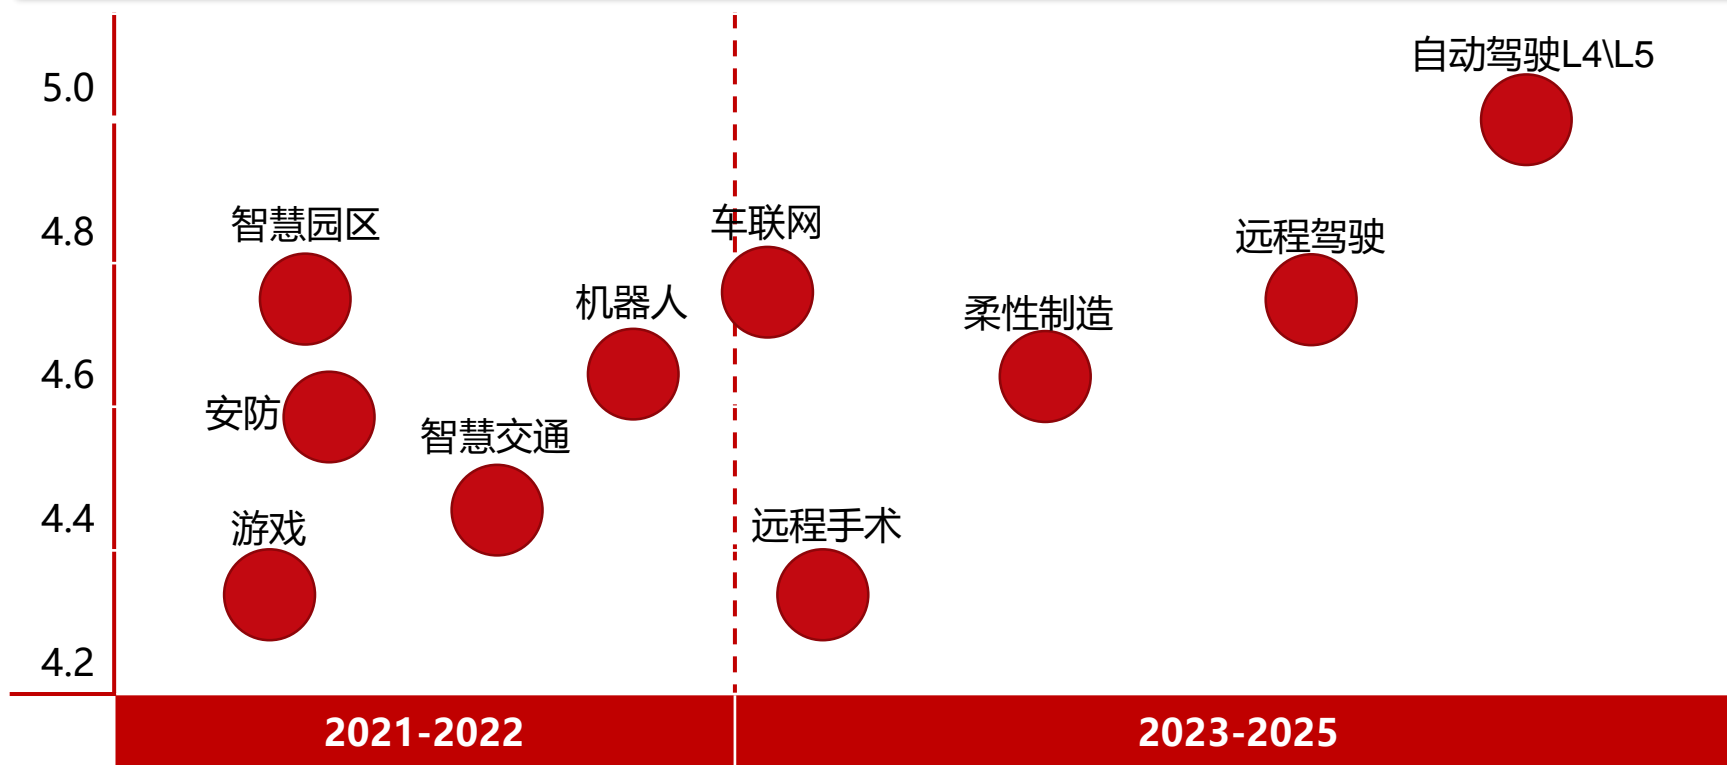 自动驾驶L4\L5
5.0
智慧园区
车联网
4.8
远程驾驶
机器人
柔性制造
4.6
安防
智慧交通
4.4
游戏
远程手术
4.2
2021-2022
2023-2025